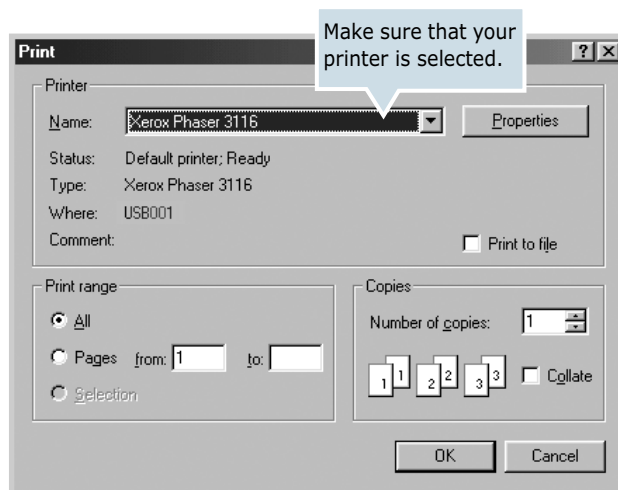 Make sure that your
printer is selected.
Print
Printer
Name: Xerox Phaser 3116 Properties
Status: Default printer; Ready
Type: Xerox Phaser 3116
Where: USB001
Comment: Print to file
Print range
All
Pages from: 1 to:
Selection
Copies
Number of copies: 1
1 1 2 2 3 3 Collate
OK Cancel